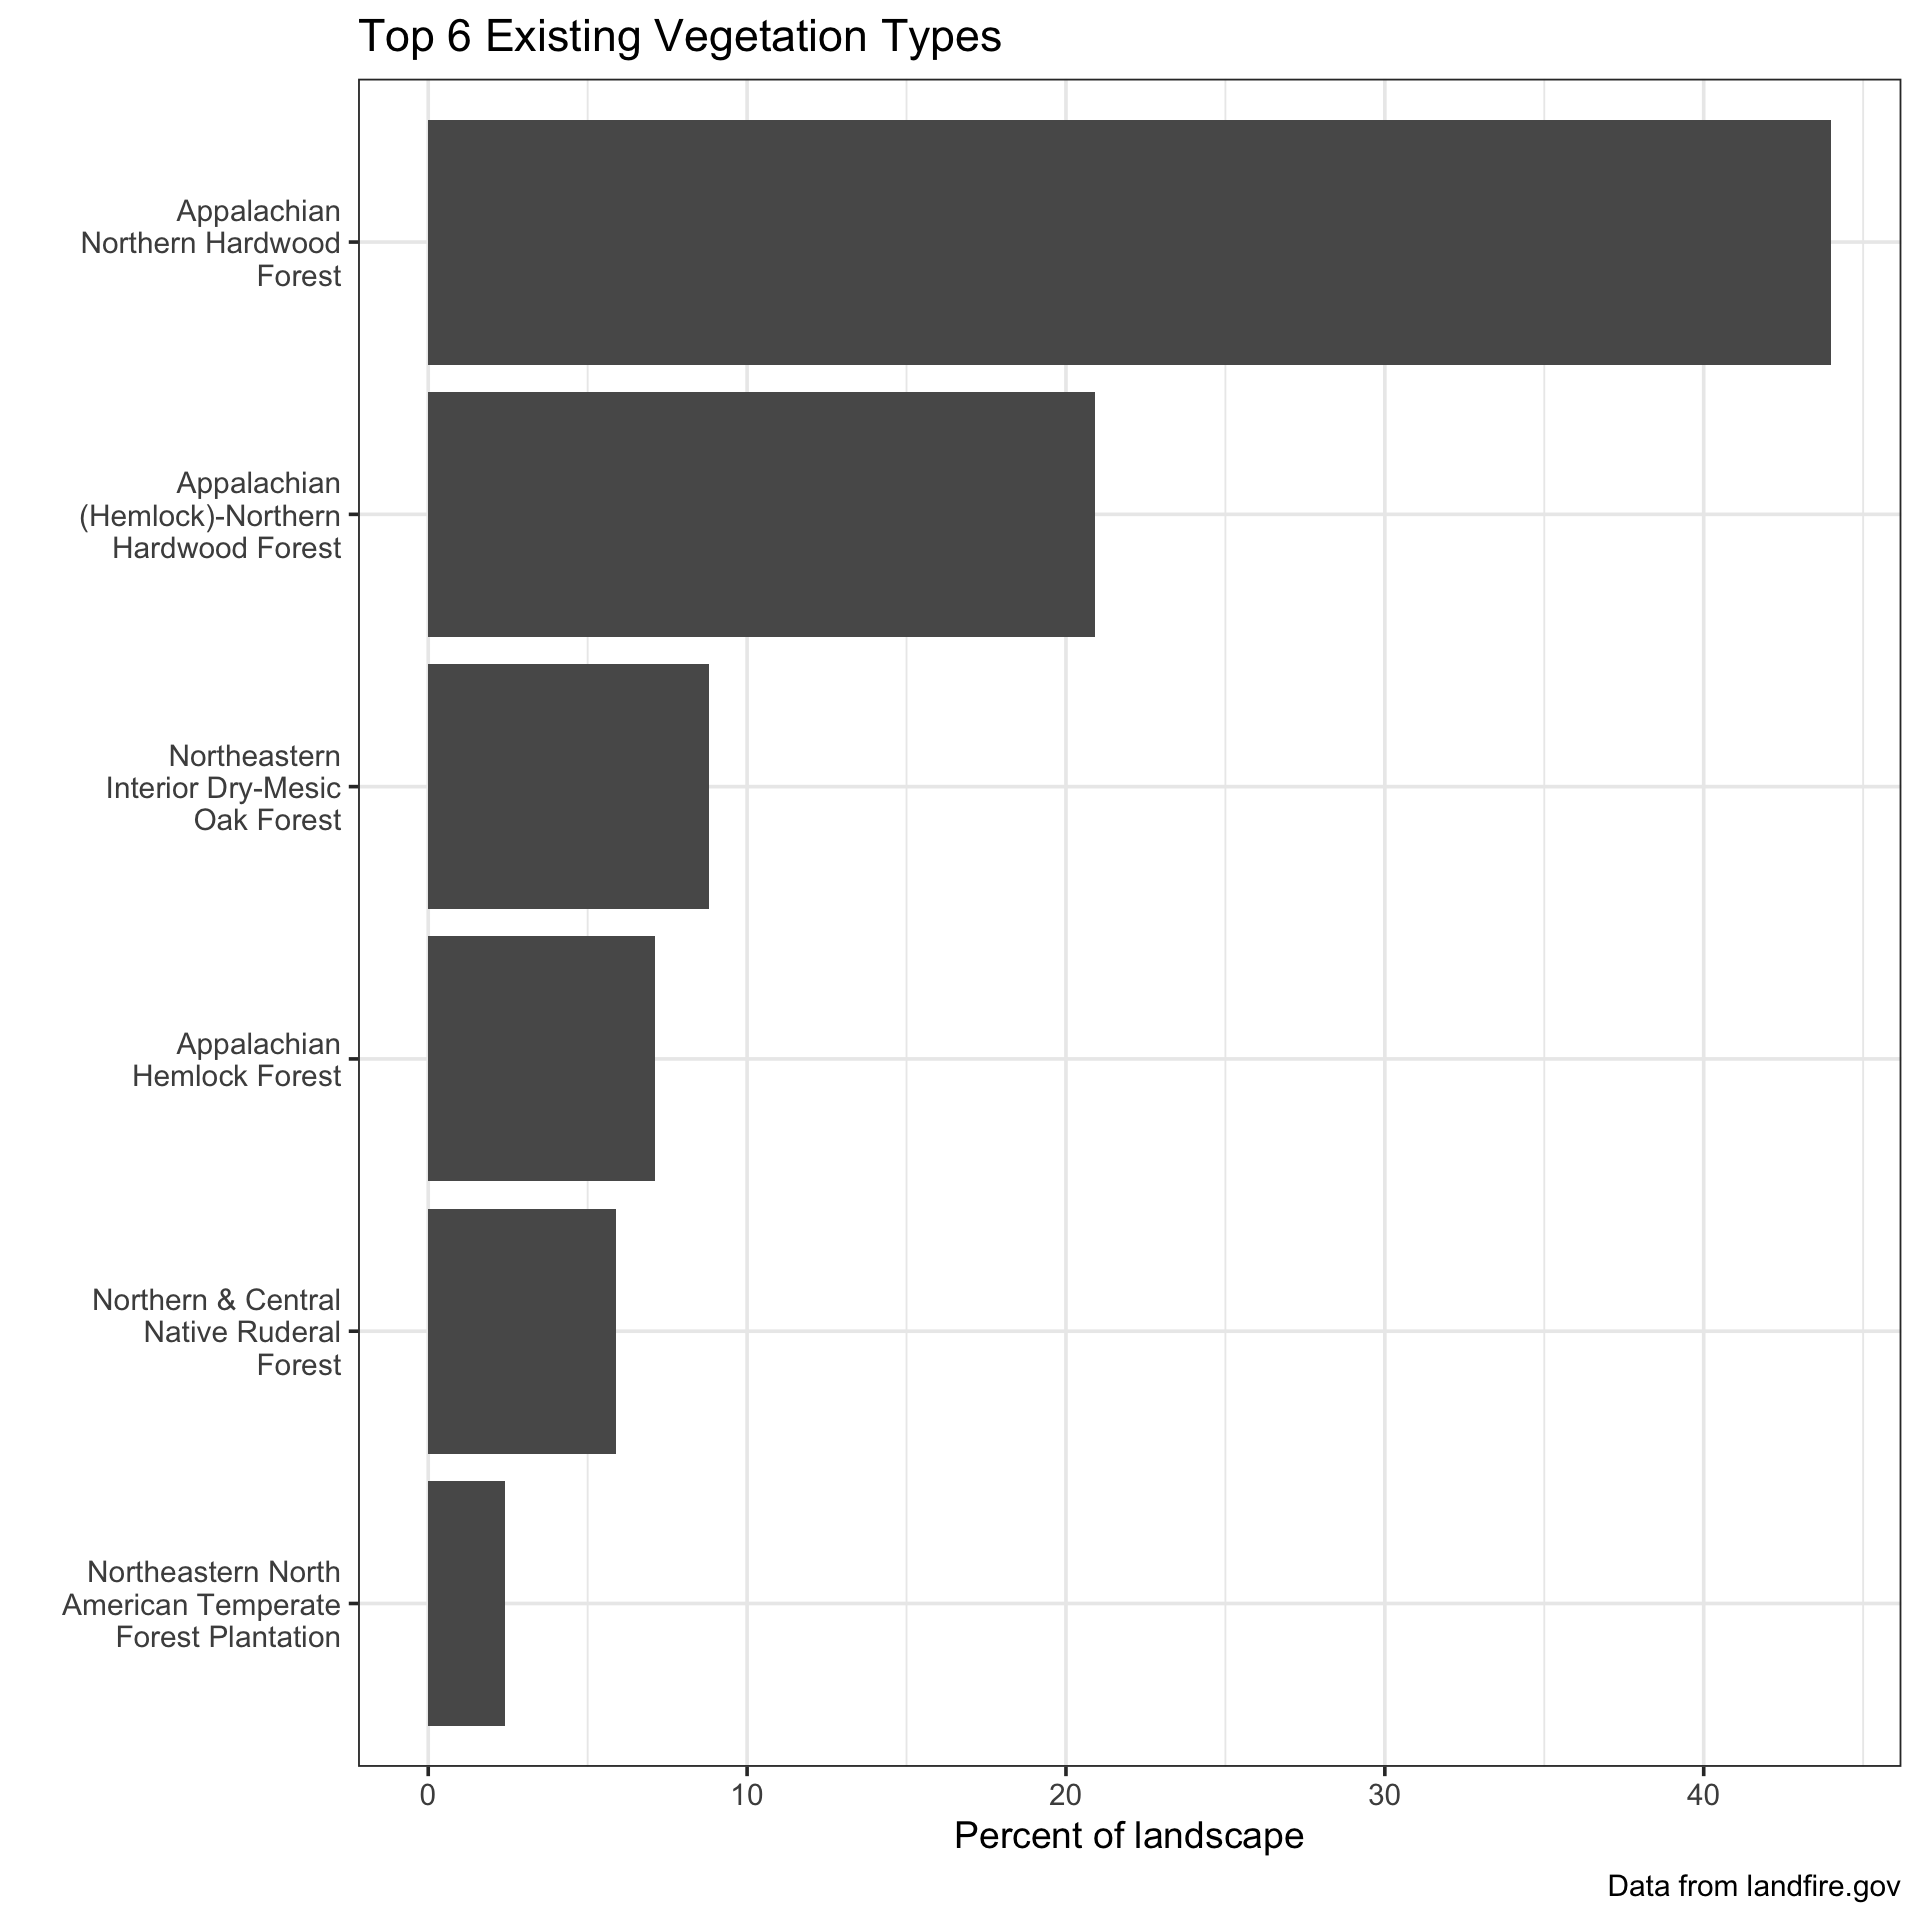 Top 6 Existing Vegetation Types
Appalachian
Northern Hardwood
Forest
Appalachian
(Hemlock)-Northern
Hardwood Forest
Northeastern
Interior Dry-Mesic
Oak Forest
Appalachian
Hemlock Forest
Northern & Central
Native Ruderal
Forest
Northeastern North
American Temperate
Forest Plantation
0 10 20 30 40
Percent of landscape
Data from landfire.gov